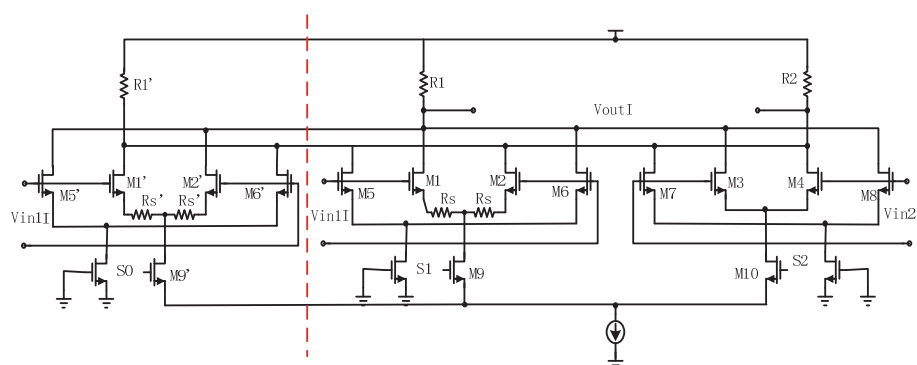 R1' R1 R2
VoutI
M5' M1' M2' M6' M5 M1 M2 M6 M7 M3 M4 M8
Rs' Rs' Rs Rs
Vin1I Vin1I Vin2
S0 M9' S1 M9 M10 S2